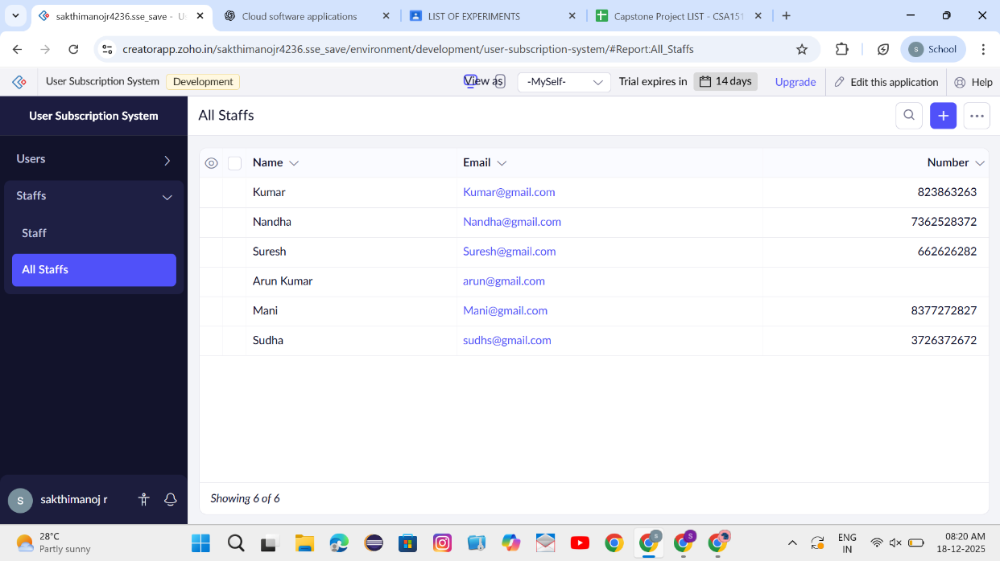 sakthimanojr4236.sse_save - Us
Cloud software applications
LIST OF EXPERIMENTS
Capstone Project LIST - CSA151
creatorapp.zoho.in/sakthimanojr4236.sse_save/environment/development/user-subscription-system/#Report:All_Staffs
S School
User Subscription System Development View as -MySelf- Trial expires in 14 days Upgrade Edit this application Help
User Subscription System
Users
Staffs
Staff
All Staffs
All Staffs
Name Email Number
Kumar Kumar@gmail.com 823863263
Nandha Nandha@gmail.com 7362528372
Suresh Suresh@gmail.com 662626282
Arun Kumar arun@gmail.com
Mani Mani@gmail.com 8377272827
Sudha sudhs@gmail.com 3726372672
Showing 6 of 6
S sakthimanoj r
28°C
Partly sunny
ENG
IN
08:20 AM
18-12-2025